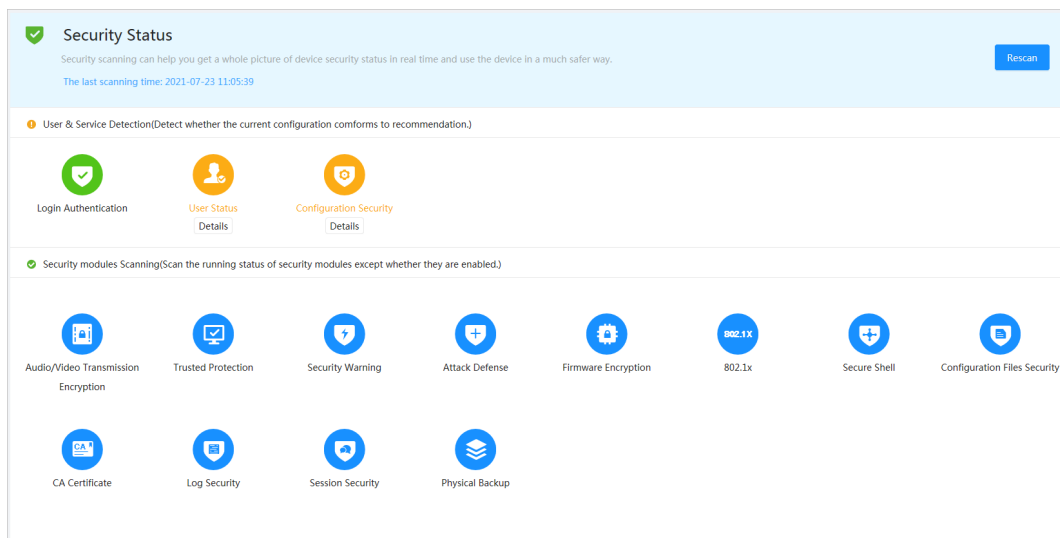 Security Status
Security scanning can help you get a whole picture of device security status in real time and use the device in a much safer way.
Rescan
The last scanning time: 2021-07-23 11:05:39
User & Service Detection(Detect whether the current configuration comforms to recommendation.)
Login Authentication
User Status
Configuration Security
Details
Details
Security modules Scanning(Scan the running status of security modules except whether they are enabled.)
802.1X
Audio/Video Transmission
Encryption
Trusted Protection
Security Warning
Attack Defense
Firmware Encryption
802.1x
Secure Shell
Configuration Files Security
CA
CA Certificate
Log Security
Session Security
Physical Backup